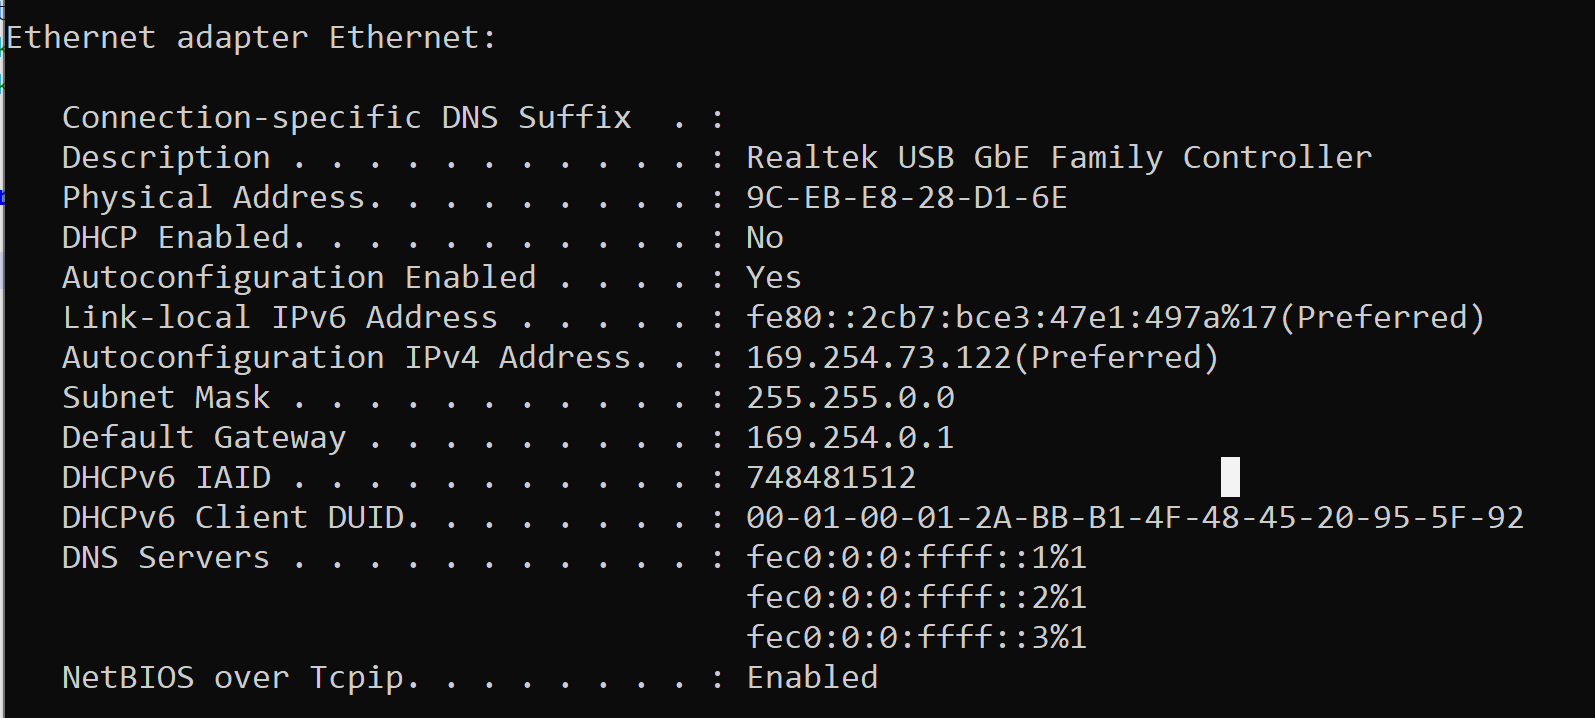 Ethernet adapter Ethernet:
Connection-specific DNS Suffix  . :
Description . . . . . . . . . . . : Realtek USB GbE Family Controller
Physical Address. . . . . . . . . : 9C-EB-E8-28-D1-6E
DHCP Enabled. . . . . . . . . . . : No
Autoconfiguration Enabled . . . . : Yes
Link-local IPv6 Address . . . . . : fe80::2cb7:bce3:47e1:497a%17(Preferred)
Autoconfiguration IPv4 Address. . : 169.254.73.122(Preferred)
Subnet Mask . . . . . . . . . . . : 255.255.0.0
Default Gateway . . . . . . . . . : 169.254.0.1
DHCPv6 IAID . . . . . . . . . . . : 748481512
DHCPv6 Client DUID. . . . . . . . : 00-01-00-01-2A-BB-B1-4F-48-45-20-95-5F-92
DNS Servers . . . . . . . . . . . : fec0:0:0:ffff::1%1
fec0:0:0:ffff::2%1
fec0:0:0:ffff::3%1
NetBIOS over Tcpip. . . . . . . . : Enabled